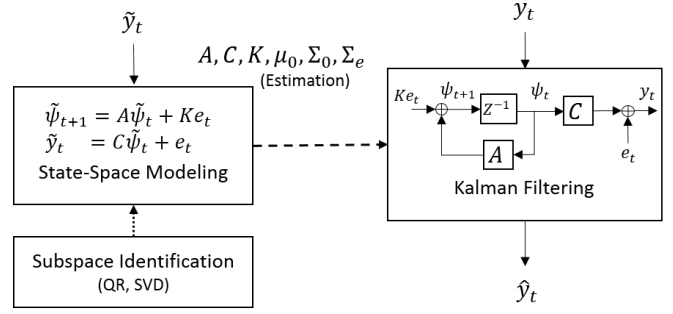 ỹ_t
A, C, K, μ_0, Σ_0, Σ_e
(Estimation)
ψ̃_{t+1} = Aψ̃_t + Ke_t
ỹ_t = Cψ̃_t + e_t
State-Space Modeling
Subspace Identification
(QR, SVD)
y_t
Ke_t
ψ_{t+1}
Z^{-1}
ψ_t
C
y_t
A
e_t
Kalman Filtering
ŷ_t